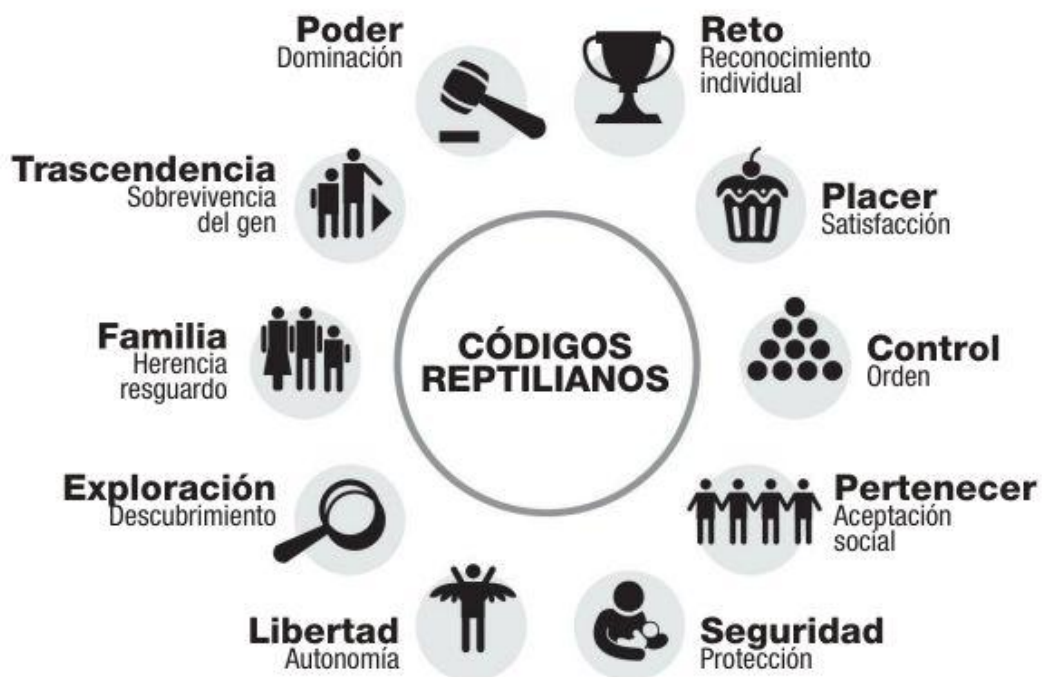 CÓDIGOS
REPTILIANOS
Poder
Dominación
Reto
Reconocimiento
individual
Placer
Satisfacción
Control
Orden
Pertenecer
Aceptación
social
Seguridad
Protección
Libertad
Autonomía
Exploración
Descubrimiento
Familia
Herencia
resguardo
Trascendencia
Sobrevivencia
del gen